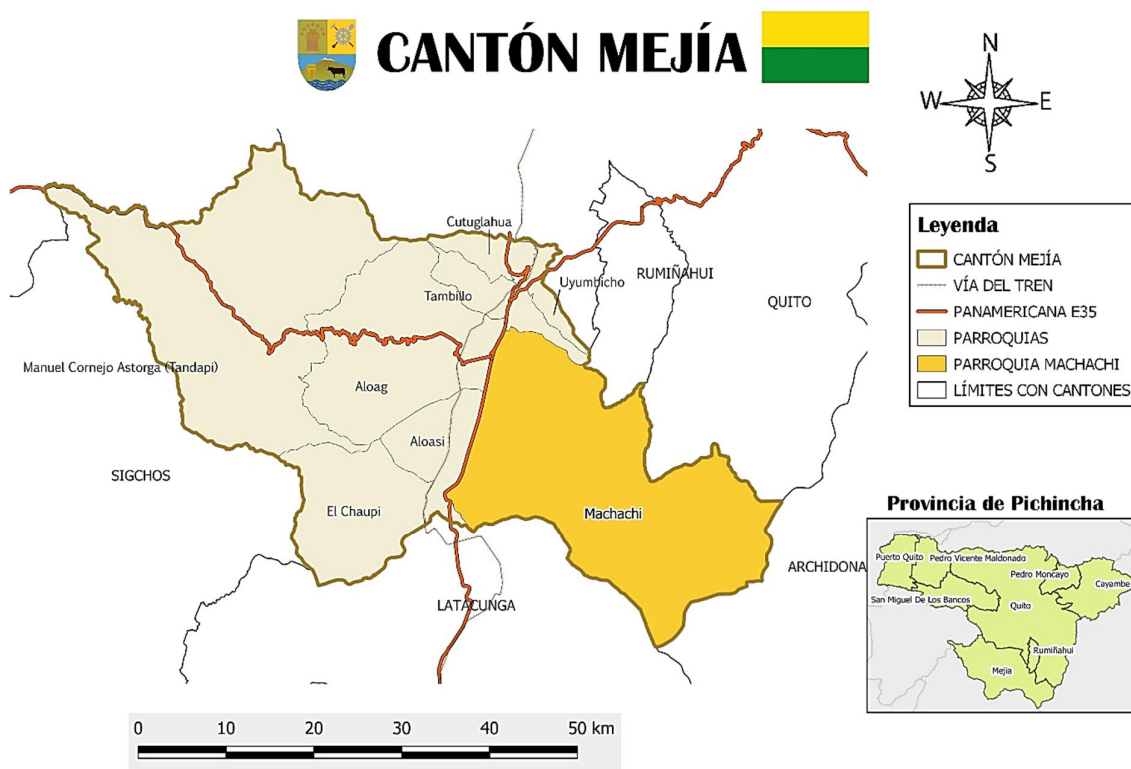 CANTÓN MEJÍA
N
W
E
S
Cutuglahua
Uyumbicho
RUMIÑAHUI
Tambillo
QUITO
Manuel Cornejo Astorga (Tandapi)
Aloag
Aloasi
SIGCHOS
El Chaupi
Machachi
ARCHIDONA
LATACUNGA
Leyenda
CANTÓN MEJÍA
VÍA DEL TREN
PANAMERICANA E35
PARROQUIAS
PARROQUIA MACHACHI
LÍMITES CON CANTONES
Provincia de Pichincha
Puerto Quito
Pedro Vicente Maldonado
Pedro Moncayo
Cayambe
San Miguel De Los Bancos
Quito
Rumiñahui
Mejia
0 10 20 30 40 50 km